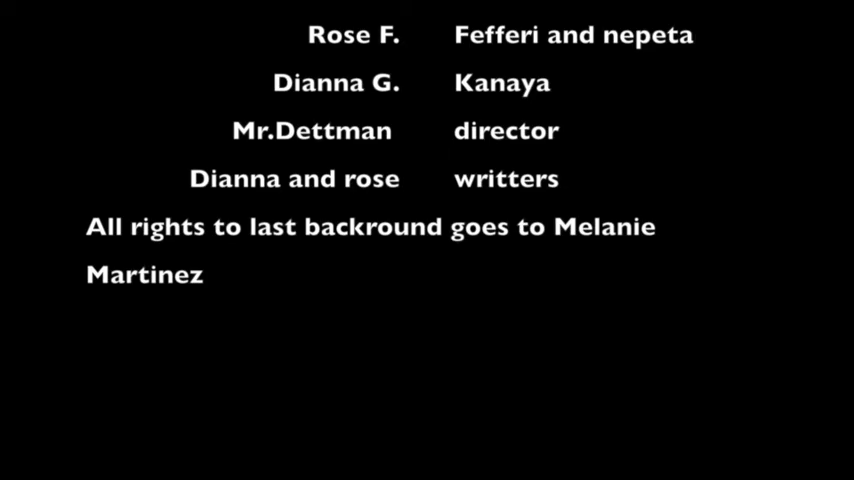 Rose F. Fefferi and nepeta
Dianna G. Kanaya
Mr.Dettman director
Dianna and rose writters
All rights to last backround goes to Melanie
Martinez